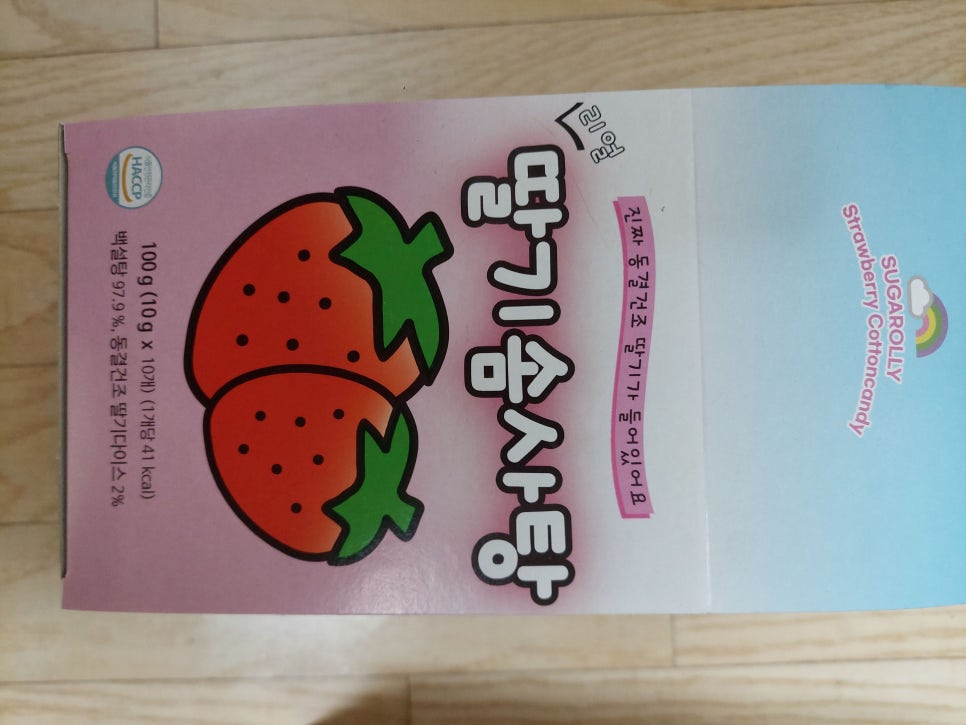 SUGAROLLY
Strawberry Cottoncandy
진짜 동결건조 딸기가 들어있어요
리얼
딸기솜사탕
HACCP
100 g (10 g x 10개) (1개당 41 kcal)
백설탕 97.9 %, 동결건조 딸기다이스 2%